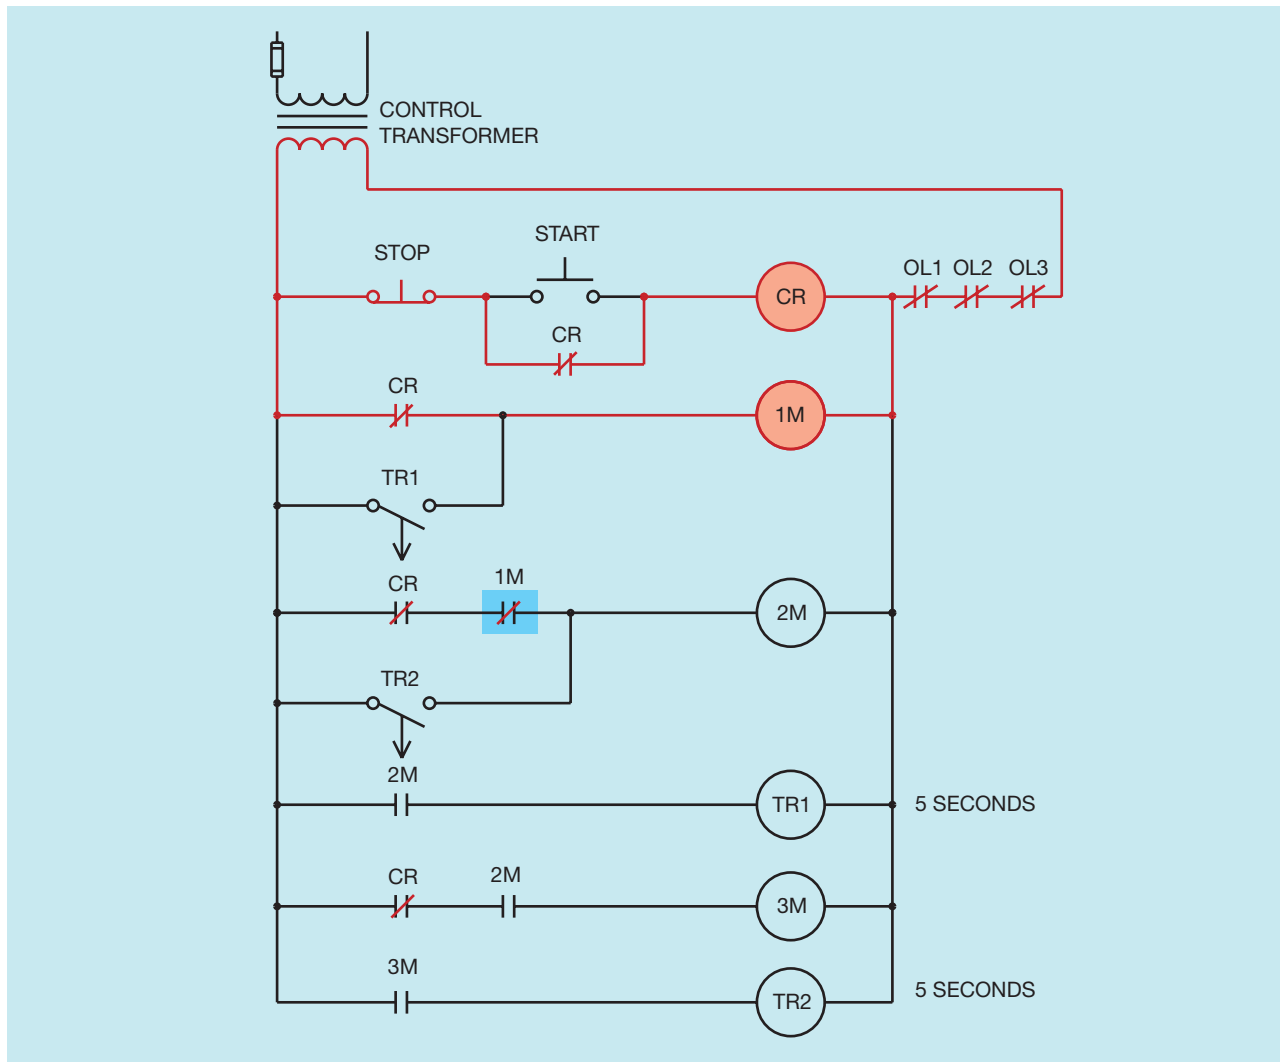 CONTROL
TRANSFORMER
START
STOP
OL1 OL2 OL3
CR
CR
CR
1M
TR1
CR
1M
2M
TR2
2M
TR1
5 SECONDS
CR
2M
3M
3M
TR2
5 SECONDS